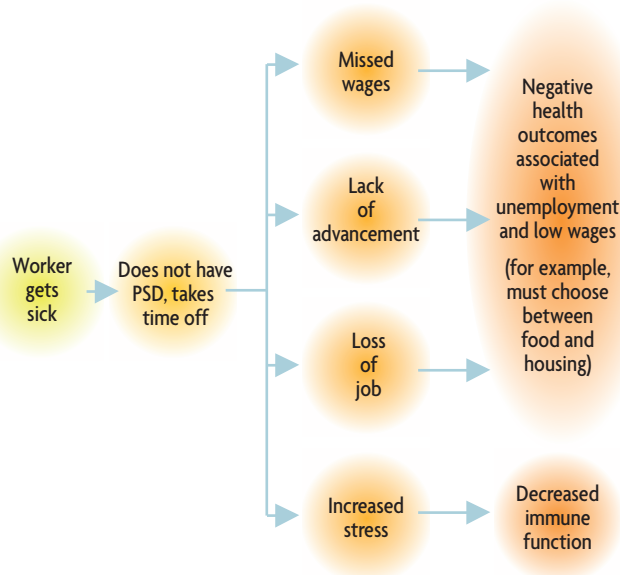 Worker
gets
sick
Does not have
PSD, takes
time off
Missed
wages
Lack
of
advancement
Loss
of
job
Increased
stress
Negative
health
outcomes
associated
with
unemployment
and low wages
(for example,
must choose
between
food and
housing)
Decreased
immune
function